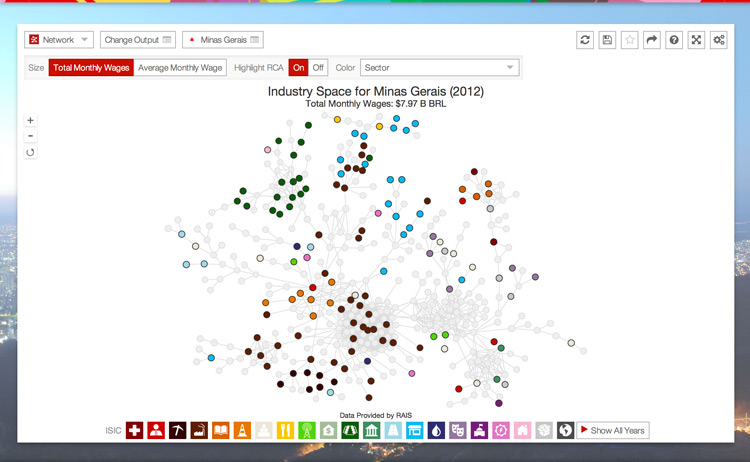 Network
Change Output
Minas Gerais
Size Total Monthly Wages Average Monthly Wage Highlight RCA On Off Color Sector
Industry Space for Minas Gerais (2012)
Total Monthly Wages: $7.97 B BRL
+
-
Data Provided by RAIS
ISIC
Show All Years